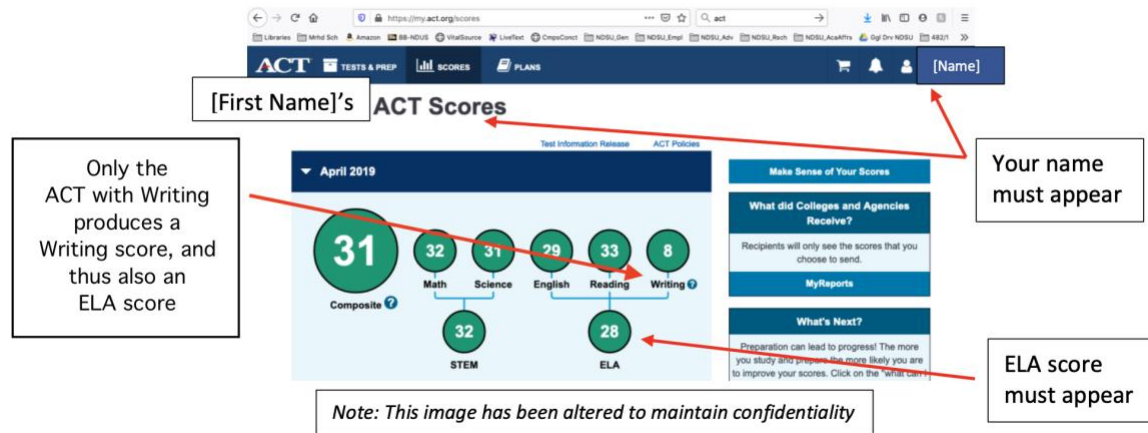 https://my.act.org/scores
act
Libraries Mrhd Sch Amazon BB-NDUS VitalSource LiveText CmpsConct NDSU_Gen NDSU_Empl NDSU_Adv NDSU_Rsch NDSU_AcaAffrs Ggl Drv NDSU 482/1
ACT TESTS & PREP SCORES PLANS [Name]
[First Name]'s ACT Scores
Test Information Release ACT Policies
April 2019
31
Composite
32 31 29 33 8
Math Science English Reading Writing
32 28
STEM ELA
Make Sense of Your Scores
What did Colleges and Agencies
Receive?
Recipients will only see the scores that you
choose to send.
MyReports
What's Next?
Preparation can lead to progress! The more
you study and prepare the more likely you are
to improve your scores. Click on the "what can I
Only the
ACT with Writing
produces a
Writing score, and
thus also an
ELA score
Your name
must appear
ELA score
must appear
Note: This image has been altered to maintain confidentiality